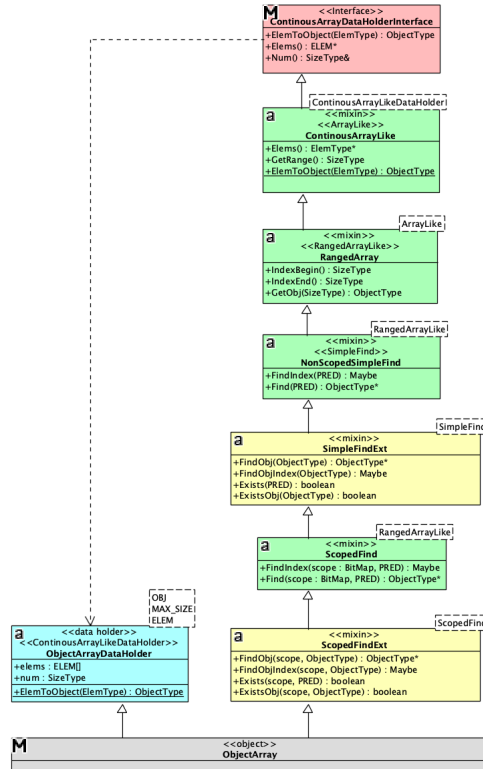 M
<<Interface>>
ContinousArrayDataHolderInterface
+ElemToObject(ElemType) : ObjectType
+Elems() : ELEM*
+Num() : SizeType&
ContinousArrayLikeDataHolder
a
<<mixin>>
<<ArrayLike>>
ContinousArrayLike
+Elems() : ElemType*
+GetRange() : SizeType
+ElemToObject(ElemType) : ObjectType
ArrayLike
a
<<mixin>>
<<RangedArrayLike>>
RangedArray
+IndexBegin() : SizeType
+IndexEnd() : SizeType
+GetObj(SizeType) : ObjectType
RangedArrayLike
a
<<mixin>>
<<SimpleFind>>
NonScopedSimpleFind
+FindIndex(PRED) : Maybe
+Find(PRED) : ObjectType*
SimpleFind
a
<<mixin>>
SimpleFindExt
+FindObj(ObjectType) : ObjectType*
+FindObjIndex(ObjectType) : Maybe
+Exists(PRED) : boolean
+ExistsObj(ObjectType) : boolean
RangedArrayLike
a
<<mixin>>
ScopedFind
+FindIndex(scope : BitMap, PRED) : Maybe
+Find(scope : BitMap, PRED) : ObjectType*
OBJ
MAX_SIZE
ELEM
a
<<data holder>>
<<ContinousArrayLikeDataHolder>>
ObjectArrayDataHolder
+elems : ELEM[]
+num : SizeType
+ElemToObject(ElemType) : ObjectType
ScopedFind
a
<<mixin>>
ScopedFindExt
+FindObj(scope, ObjectType) : ObjectType*
+FindObjIndex(scope, ObjectType) : Maybe
+Exists(scope, PRED) : boolean
+ExistsObj(scope, ObjectType) : boolean
M
<<object>>
ObjectArray